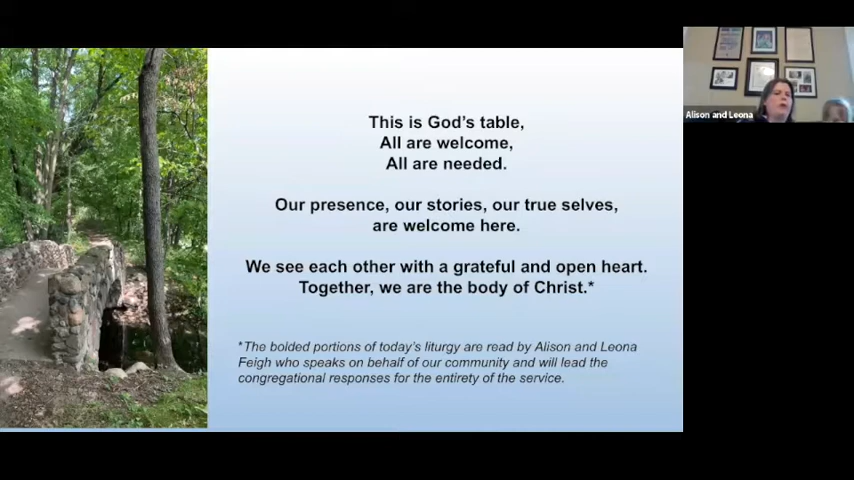 This is God's table,
All are welcome,
All are needed.
Our presence, our stories, our true selves,
are welcome here.
We see each other with a grateful and open heart.
Together, we are the body of Christ.*
*The bolded portions of today's liturgy are read by Alison and Leona
Feigh who speaks on behalf of our community and will lead the
congregational responses for the entirety of the service.
Alison and Leona